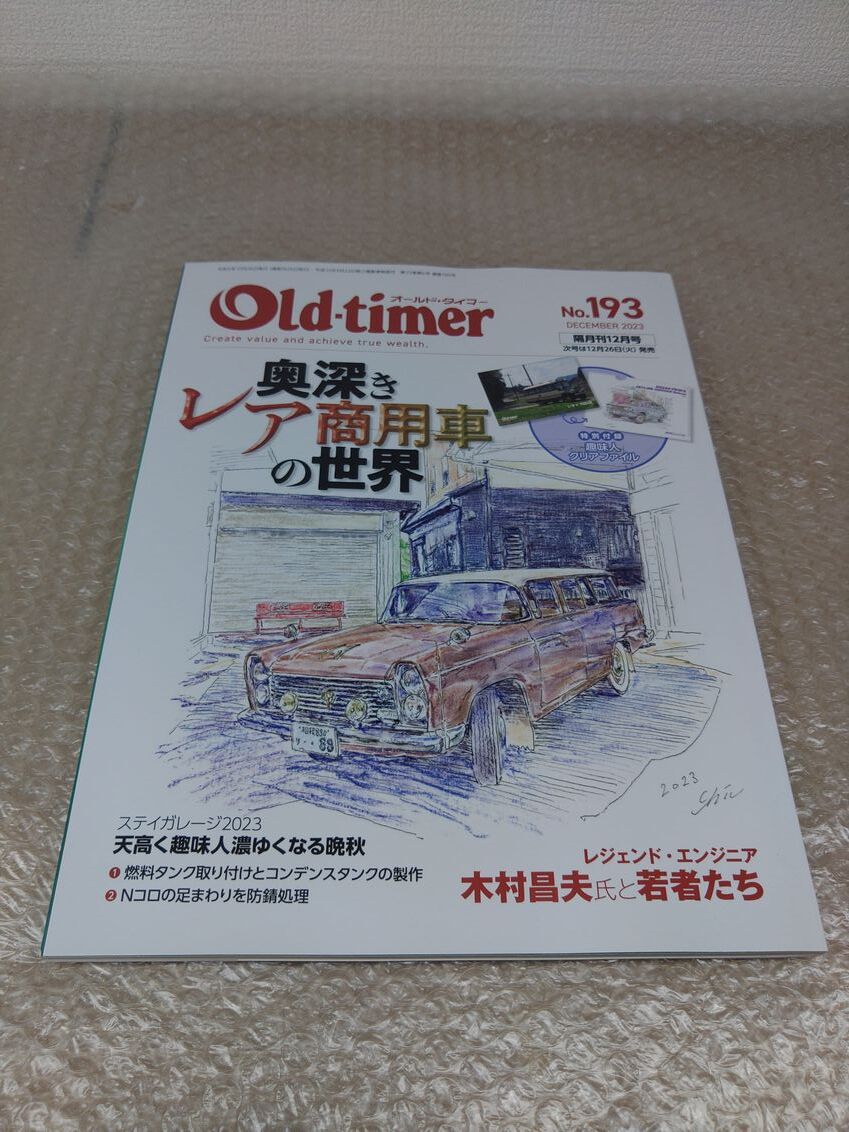 オールド・タイマー
Old-timer
Create value and achieve true wealth.
No.193
DECEMBER 2023
隔月刊12月号
次号は12月26日(火)発売
奥深き
レア商用車
の世界
特別付録
趣味人
クリアファイル
89
2023
ステイガレージ2023
天高く趣味人濃ゆくなる晩秋
❶ 燃料タンク取り付けとコンデンスタンクの製作
❷ Nコロの足まわりを防錆処理
レジェンド・エンジニア
木村昌夫氏と若者たち